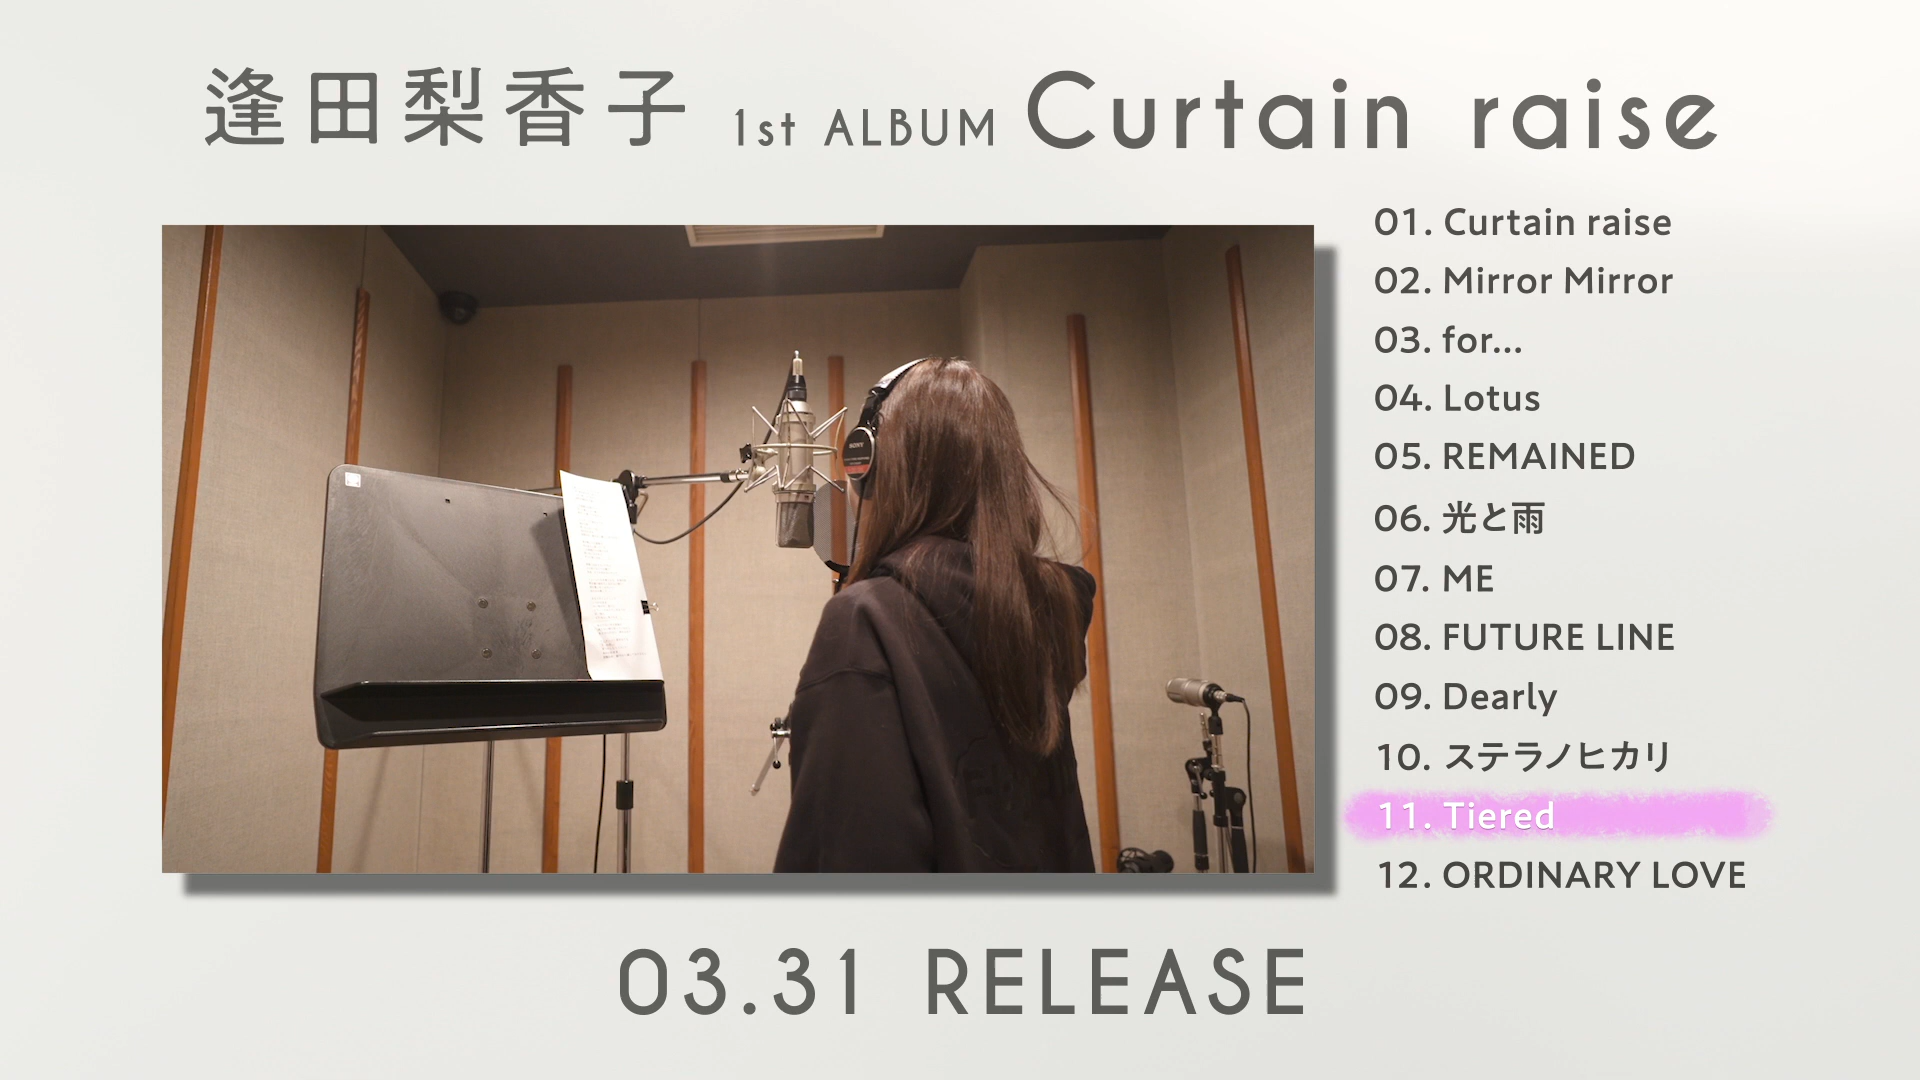 逢田梨香子 1st ALBUM Curtain raise
01. Curtain raise
02. Mirror Mirror
03. for...
04. Lotus
05. REMAINED
06. 光と雨
07. ME
08. FUTURE LINE
09. Dearly
10. ステラノヒカリ
11. Tiered
12. ORDINARY LOVE
SONY
03.31 RELEASE